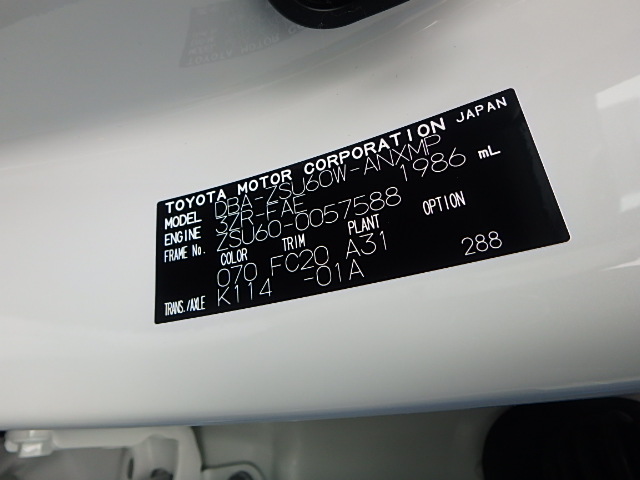 TOYOTA MOTOR CORPORATION JAPAN
MODEL DBA-ZSU60W-ANXMP
ENGINE 3ZR-FAE 1986 mL
FRAME No. ZSU60-0057588
COLOR TRIM PLANT OPTION
070 FC20 A31 288
TRANS./AXLE K114 -01A